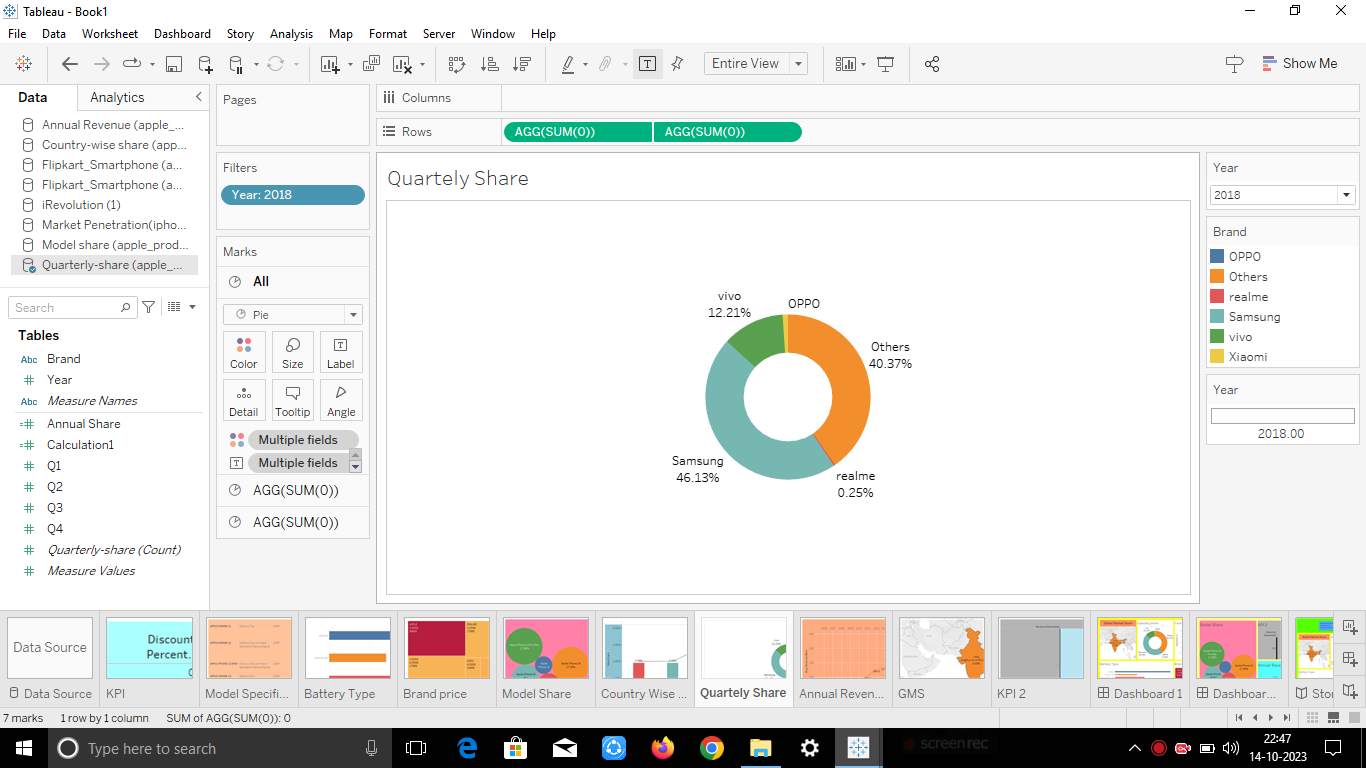 Tableau - Book1
File Data Worksheet Dashboard Story Analysis Map Format Server Window Help
Entire View
Show Me
Data Analytics
Annual Revenue (apple_...
Country-wise share (app...
Flipkart_Smartphone (a...
Flipkart_Smartphone (a...
iRevolution (1)
Market Penetration(ipho...
Model share (apple_prod...
Quarterly-share (apple_...
Search
Tables
Abc Brand
Year
Abc Measure Names
Annual Share
Calculation1
Q1
Q2
Q3
Q4
Quarterly-share (Count)
Measure Values
Pages
Filters
Year: 2018
Marks
All
Pie
Color Size Label
Detail Tooltip Angle
Multiple fields
Multiple fields
AGG(SUM(0))
AGG(SUM(0))
Columns
Rows AGG(SUM(0)) AGG(SUM(0))
Quartely Share
vivo
12.21%
OPPO
Others
40.37%
Samsung
46.13%
realme
0.25%
Year
2018
Brand
OPPO
Others
realme
Samsung
vivo
Xiaomi
Year
2018.00
Data Source
Discount
Percent.
Data Source KPI Model Specifi... Battery Type Brand price Model Share Country Wise ... Quartely Share Annual Reven... GMS KPI 2 Dashboard 1 Dashboar... Stor
7 marks 1 row by 1 column SUM of AGG(SUM(0)): 0
Type here to search
screenrec
22:47
14-10-2023